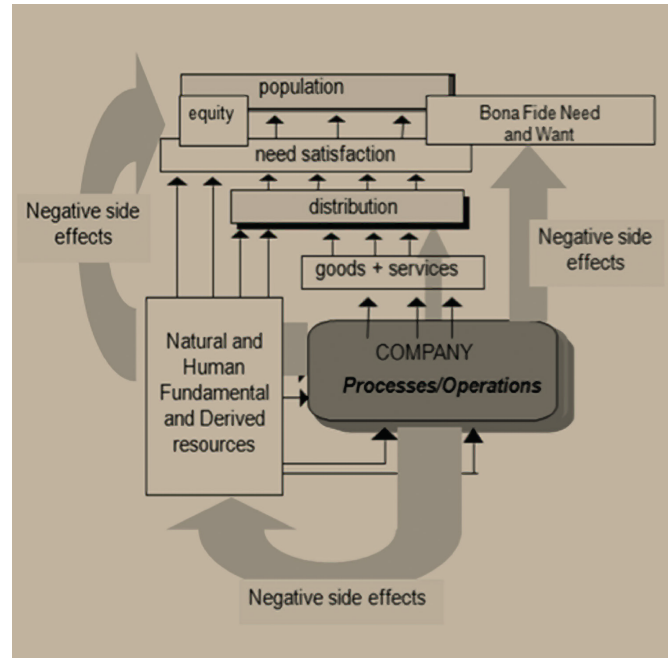 population
equity
Bona Fide Need
and Want
need satisfaction
Negative side
effects
distribution
Negative side
effects
goods + services
Natural and
Human
Fundamental
and Derived
resources
COMPANY
Processes/Operations
Negative side effects